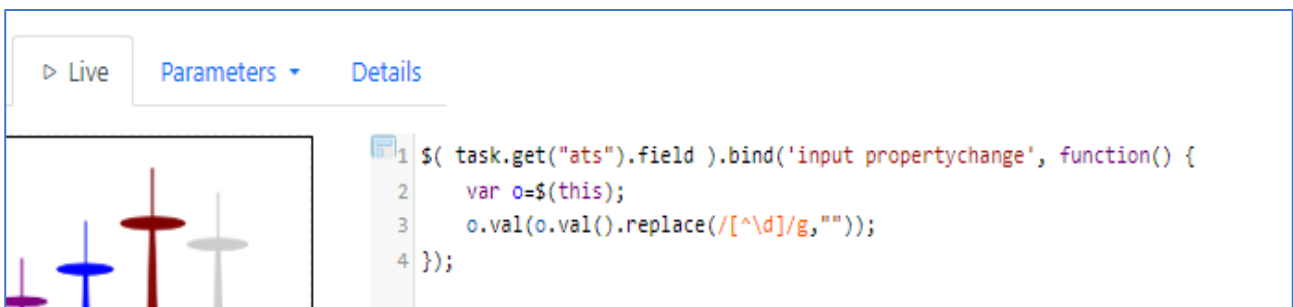 ▷ Live Parameters ▾ Details
1 $( task.get("ats").field ).bind('input propertychange', function() {
2 var o=$(this);
3 o.val(o.val().replace(/[^\d]/g,""));
4 });